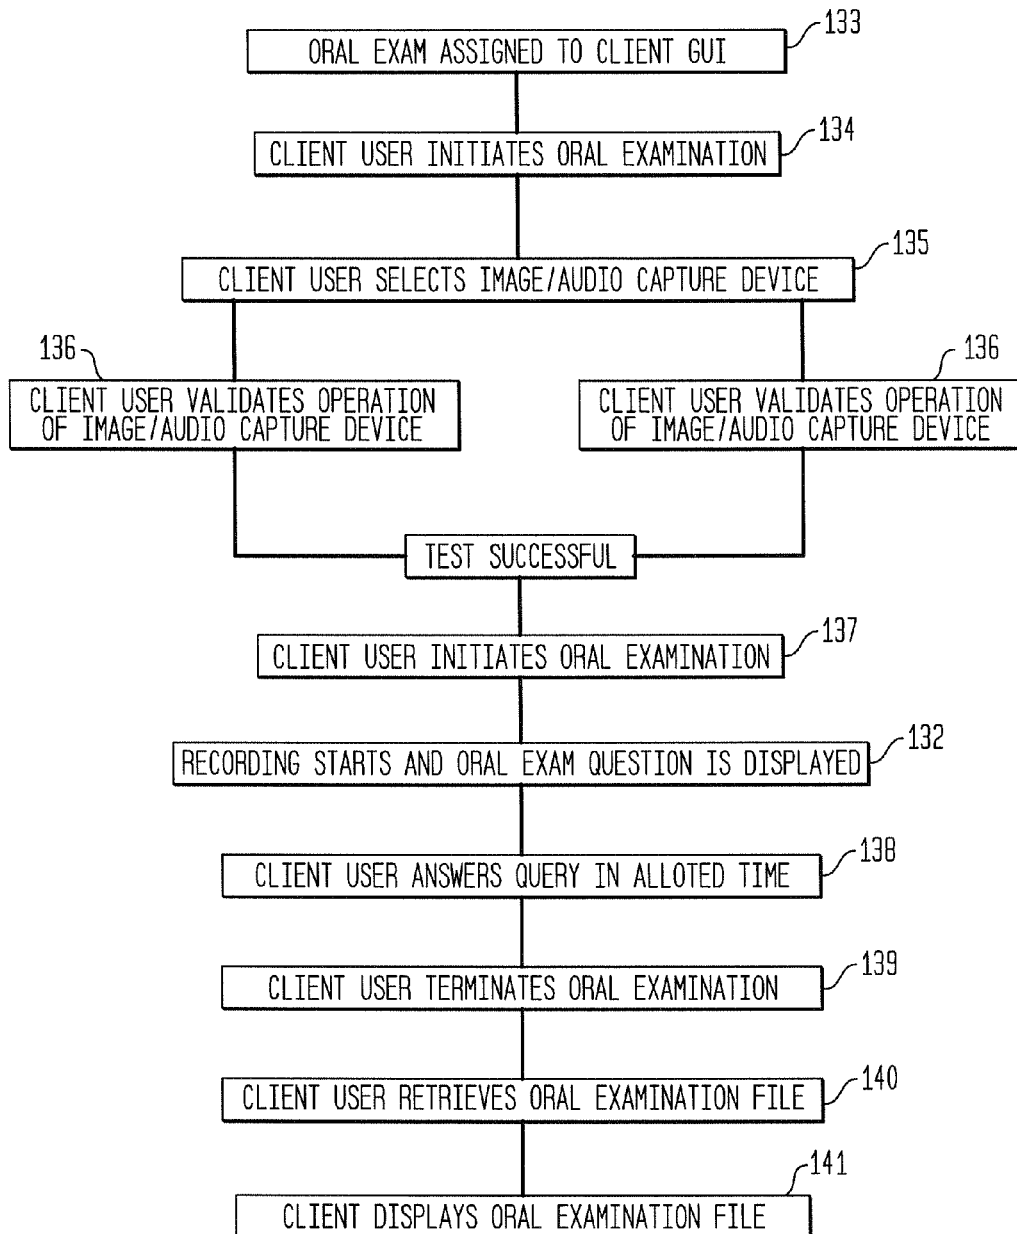 133
ORAL EXAM ASSIGNED TO CLIENT GUI
134
CLIENT USER INITIATES ORAL EXAMINATION
135
CLIENT USER SELECTS IMAGE/AUDIO CAPTURE DEVICE
136
CLIENT USER VALIDATES OPERATION
OF IMAGE/AUDIO CAPTURE DEVICE
136
CLIENT USER VALIDATES OPERATION
OF IMAGE/AUDIO CAPTURE DEVICE
TEST SUCCESSFUL
137
CLIENT USER INITIATES ORAL EXAMINATION
132
RECORDING STARTS AND ORAL EXAM QUESTION IS DISPLAYED
138
CLIENT USER ANSWERS QUERY IN ALLOTED TIME
139
CLIENT USER TERMINATES ORAL EXAMINATION
140
CLIENT USER RETRIEVES ORAL EXAMINATION FILE
141
CLIENT DISPLAYS ORAL EXAMINATION FILE